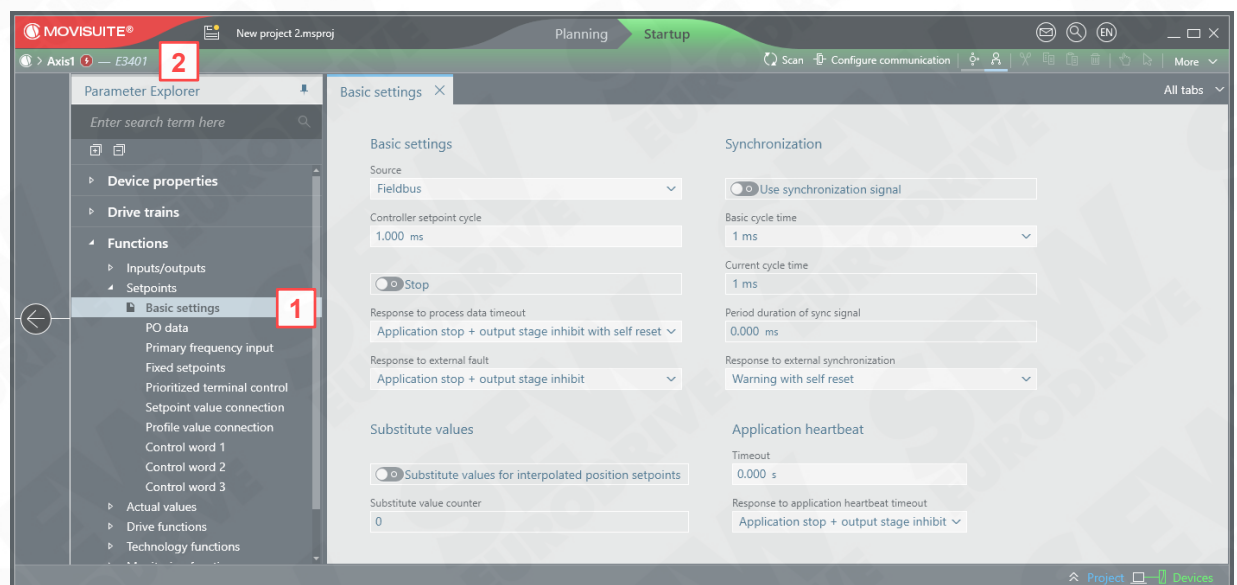 MOVISUITE®
New project 2.msproj
Planning
Startup
EN
Axis1 — E3401
2
Scan
Configure communication
More
Parameter Explorer
Basic settings
All tabs
Enter search term here
Device properties
Drive trains
Functions
Inputs/outputs
Setpoints
Basic settings
1
PO data
Primary frequency input
Fixed setpoints
Prioritized terminal control
Setpoint value connection
Profile value connection
Control word 1
Control word 2
Control word 3
Actual values
Drive functions
Technology functions
Basic settings
Source
Fieldbus
Controller setpoint cycle
1.000 ms
Stop
Response to process data timeout
Application stop + output stage inhibit with self reset
Response to external fault
Application stop + output stage inhibit
Substitute values
Substitute values for interpolated position setpoints
Substitute value counter
0
Synchronization
Use synchronization signal
Basic cycle time
1 ms
Current cycle time
1 ms
Period duration of sync signal
0.000 ms
Response to external synchronization
Warning with self reset
Application heartbeat
Timeout
0.000 s
Response to application heartbeat timeout
Application stop + output stage inhibit
Project
Devices